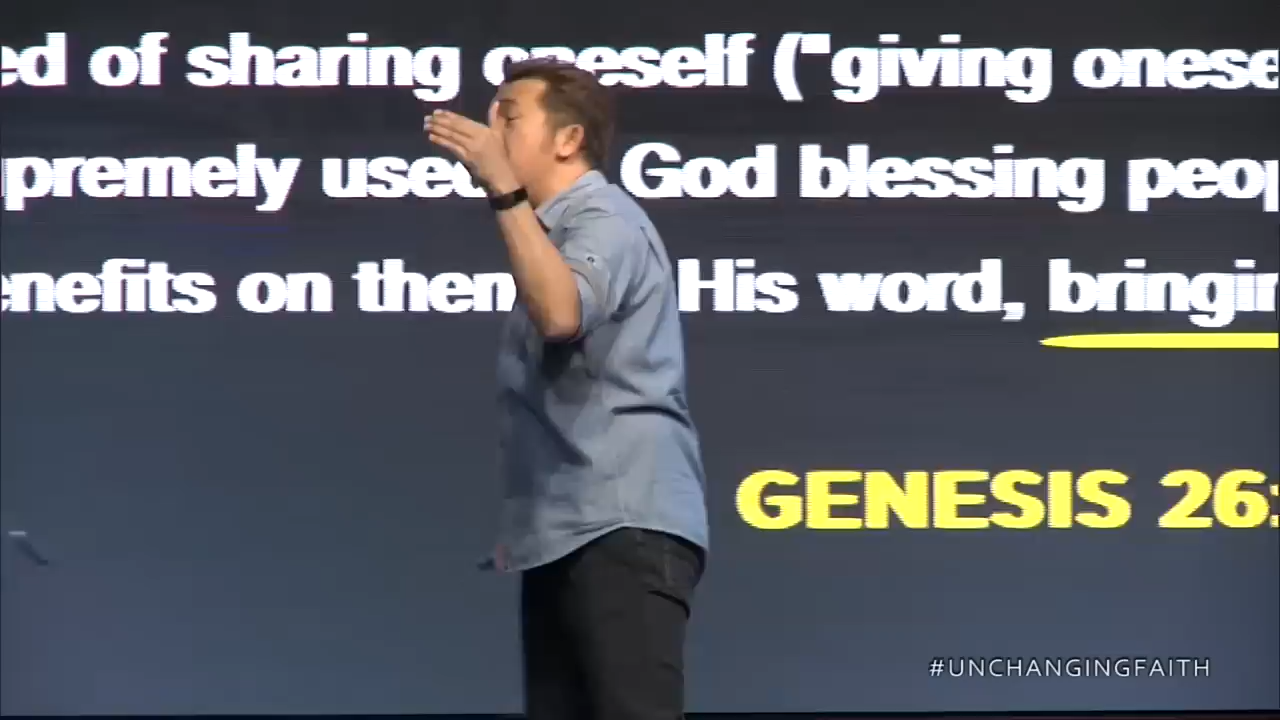 ed of sharing oneself ("giving onese
premely used God blessing peop
enefits on them His word, bringin
GENESIS 26:
#UNCHANGINGFAITH